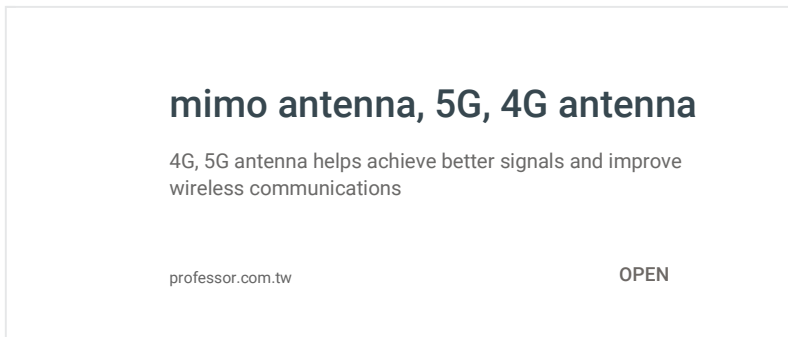 mimo antenna, 5G, 4G antenna
4G, 5G antenna helps achieve better signals and improve
wireless communications
professor.com.tw
OPEN